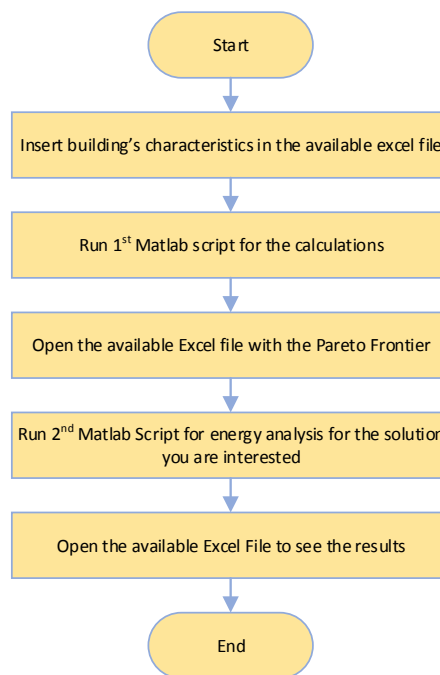 Start
Insert building's characteristics in the available excel file
Run 1st Matlab script for the calculations
Open the available Excel file with the Pareto Frontier
Run 2nd Matlab Script for energy analysis for the solution
you are interested
Open the available Excel File to see the results
End